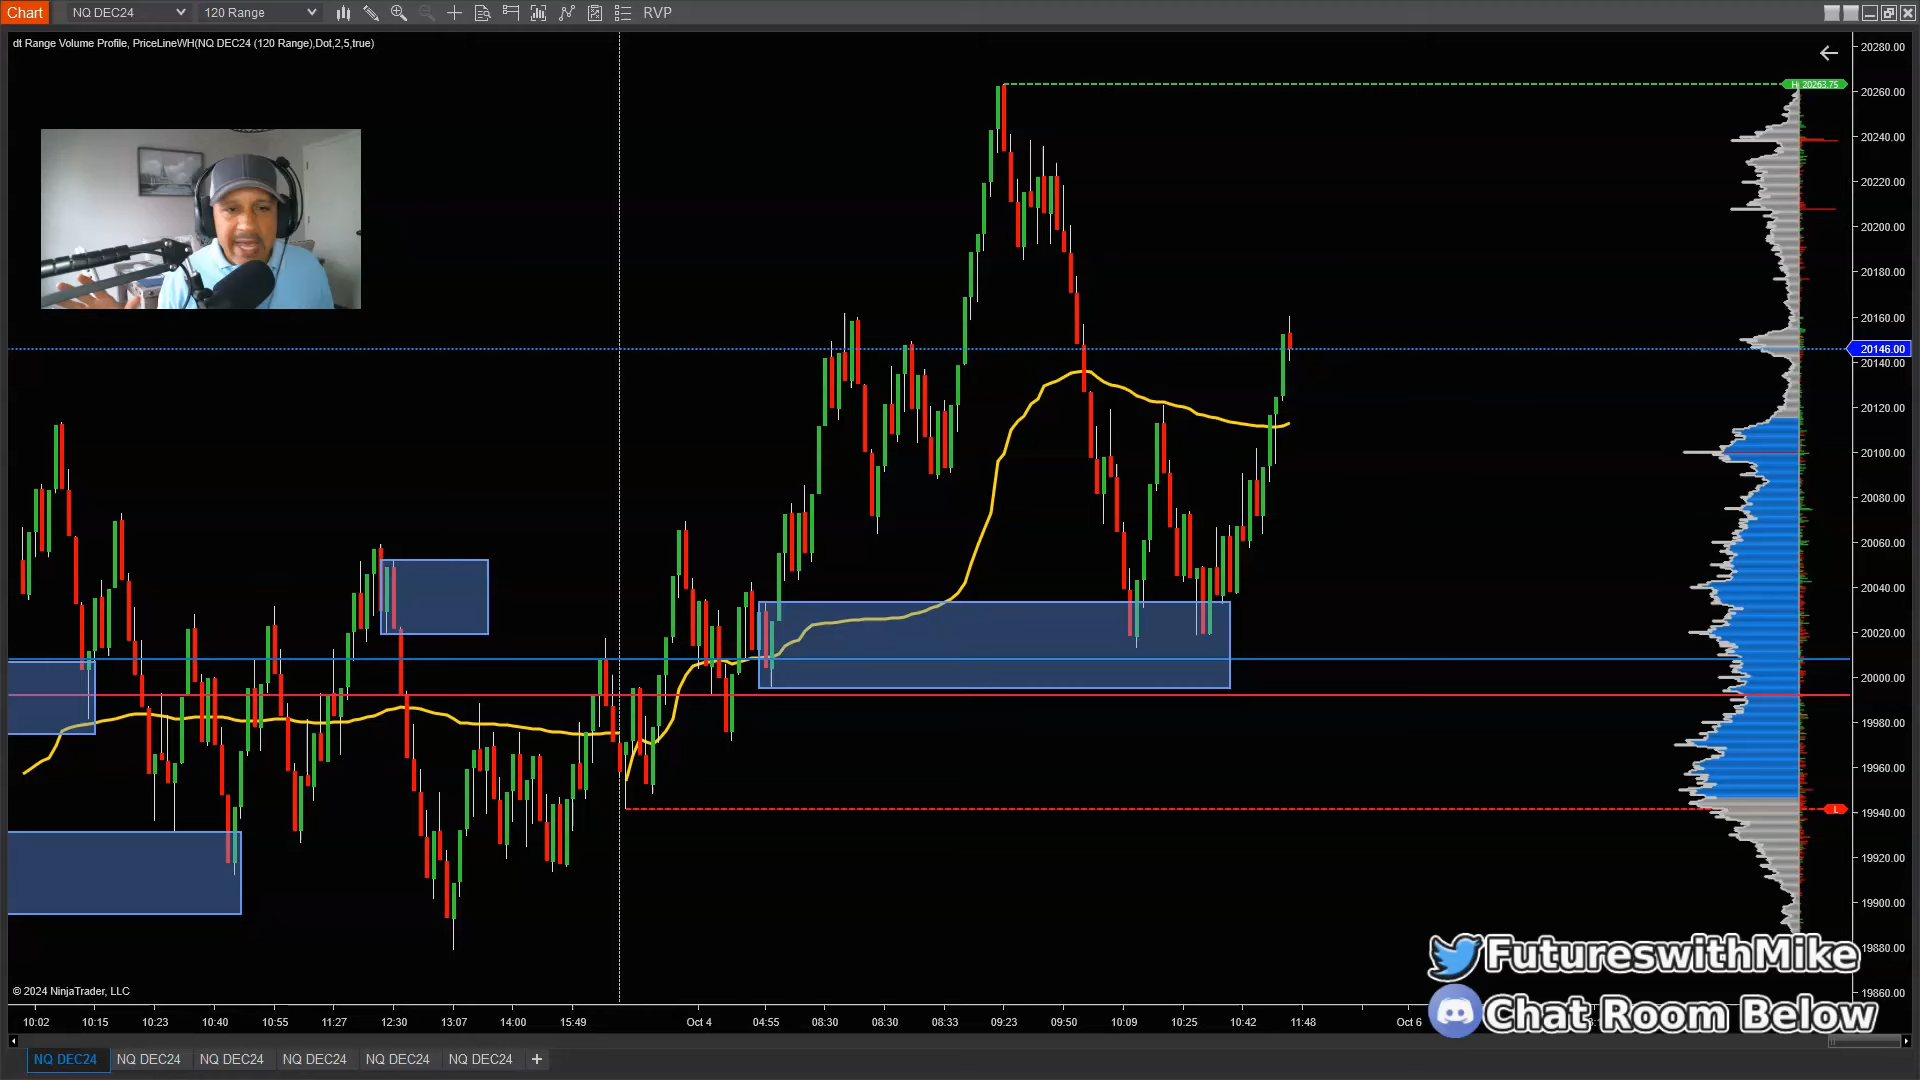 Chart NQ DEC24 120 Range RVP
dt Range Volume Profile, PriceLineWH(NQ DEC24 (120 Range),Dot,2,5,true)
20280.00
H 20263.75
20260.00
20240.00
20220.00
20200.00
20180.00
20160.00
20146.00
20140.00
20120.00
20100.00
20080.00
20060.00
20040.00
20020.00
20000.00
19980.00
19960.00
L
19940.00
19920.00
19900.00
19880.00
19860.00
FutureswithMike
Chat Room Below
© 2024 NinjaTrader, LLC
10:02 10:15 10:23 10:40 10:55 11:27 12:30 13:07 14:00 15:49 Oct 4 04:55 08:30 08:30 08:33 09:23 09:50 10:09 10:25 10:42 11:48 Oct 6
NQ DEC24 NQ DEC24 NQ DEC24 NQ DEC24 NQ DEC24 NQ DEC24 +